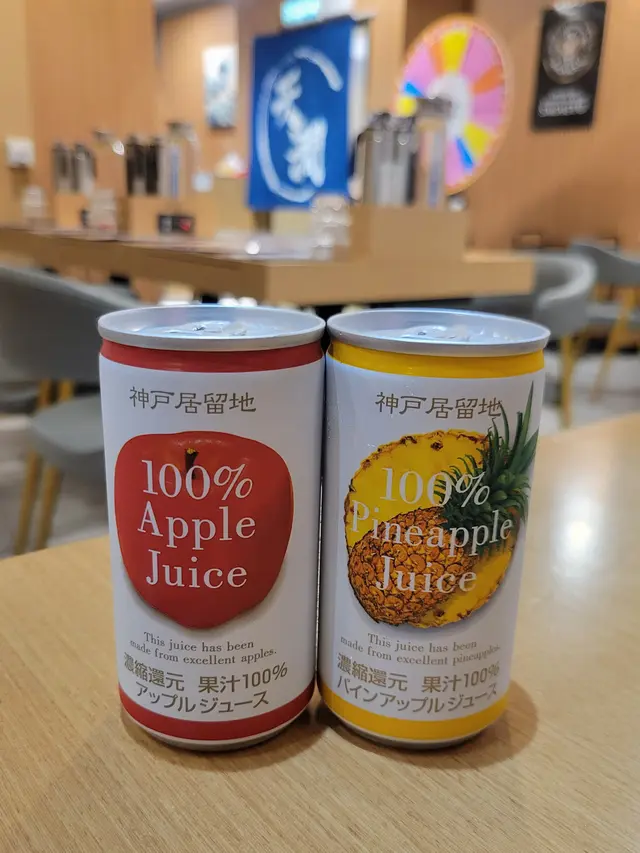 神戸居留地
100%
Apple
Juice
This juice has been
made from excellent apples.
濃縮還元 果汁100%
アップルジュース
神戸居留地
100%
Pineapple
Juice
This juice has been
made from excellent pineapples.
濃縮還元 果汁100%
パインアップルジュース